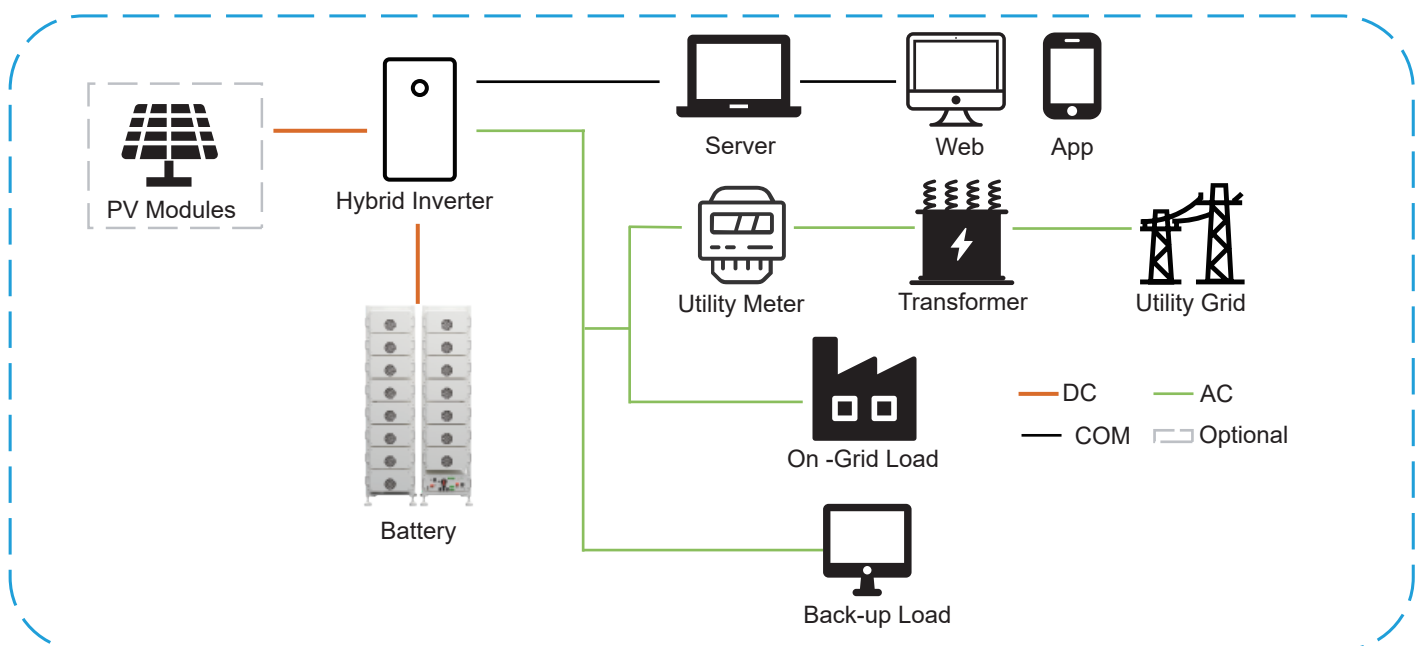 Server
Web
App
PV Modules
Hybrid Inverter
Utility Meter
Transformer
Utility Grid
DC
AC
COM
Optional
On -Grid Load
Battery
Back-up Load